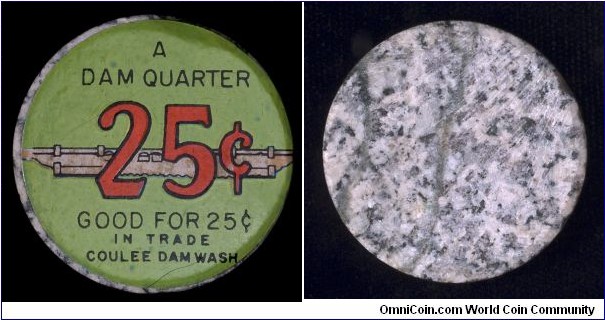 A
DAM QUARTER
25¢
GOOD FOR 25¢
IN TRADE
COULEE DAM WASH.
OmniCoin.com World Coin Community